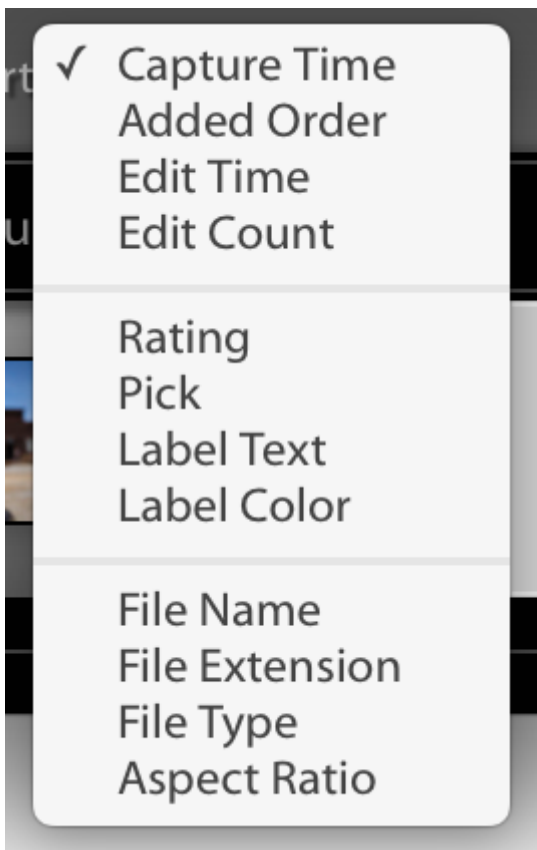 rt
✓ Capture Time
Added Order
Edit Time
Edit Count
u
Rating
Pick
Label Text
Label Color
File Name
File Extension
File Type
Aspect Ratio